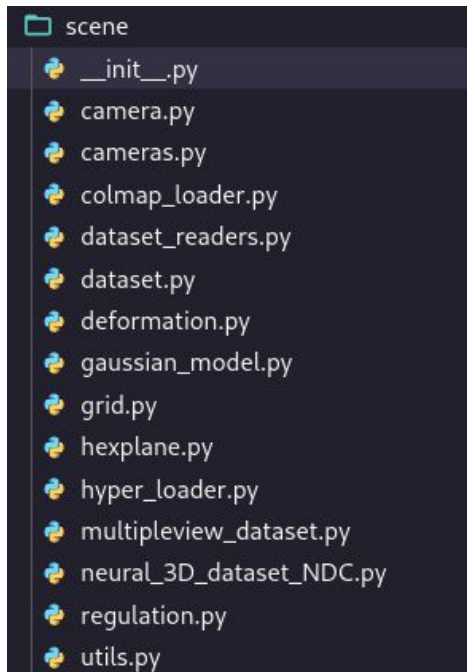 scene
__init__.py
camera.py
cameras.py
colmap_loader.py
dataset_readers.py
dataset.py
deformation.py
gaussian_model.py
grid.py
hexplane.py
hyper_loader.py
multipleview_dataset.py
neural_3D_dataset_NDC.py
regulation.py
utils.py